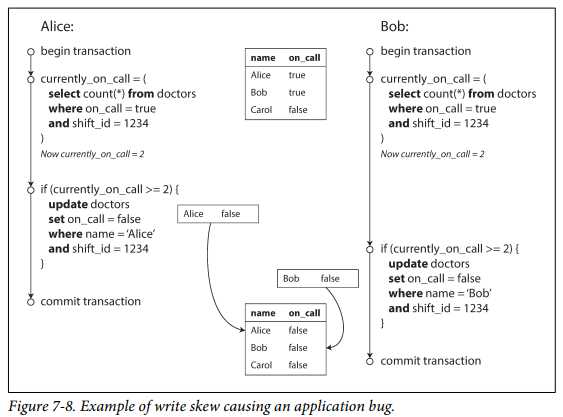 Alice:
begin transaction
currently_on_call = (
select count(*) from doctors
where on_call = true
and shift_id = 1234
)
Now currently_on_call = 2
if (currently_on_call >= 2) {
update doctors
set on_call = false
where name = ‘Alice’
and shift_id = 1234
}
commit transaction
name on_call
Alice true
Bob true
Carol false
Alice false
Bob false
name on_call
Alice false
Bob false
Carol false
Bob:
begin transaction
currently_on_call = (
select count(*) from doctors
where on_call = true
and shift_id = 1234
)
Now currently_on_call = 2
if (currently_on_call >= 2) {
update doctors
set on_call = false
where name = ‘Bob’
and shift_id = 1234
}
commit transaction
Figure 7-8. Example of write skew causing an application bug.